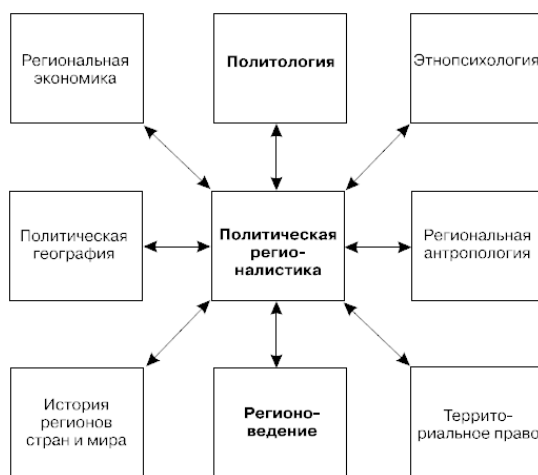 Региональная
экономика
Политология
Этнопсихология
Политическая
география
Политическая
регио-
налистика
Региональная
антропология
История
регионов
стран и мира
Регионо-
ведение
Террито-
риальное право